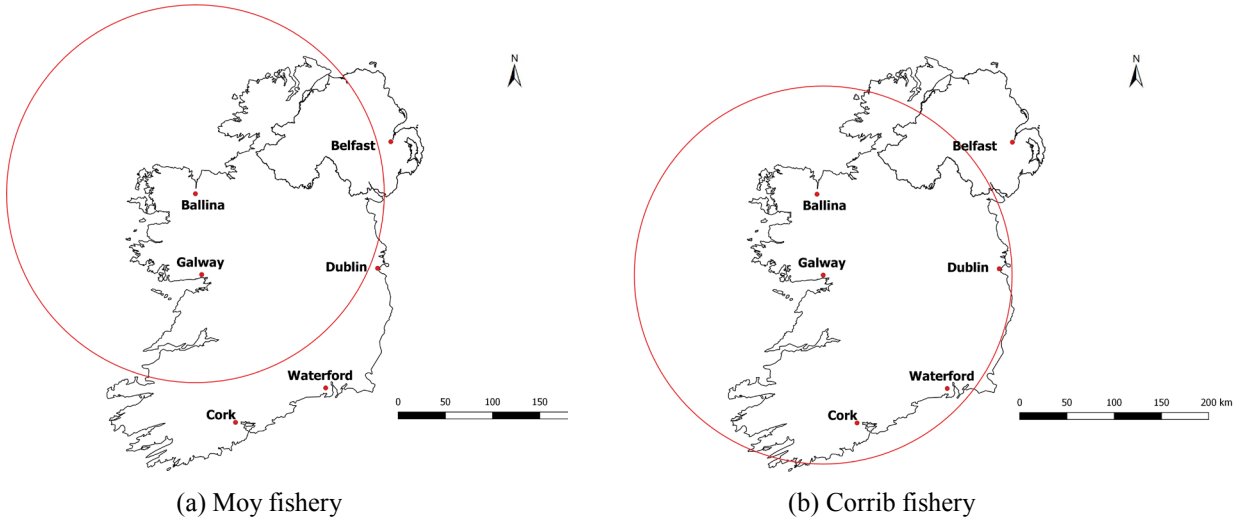 N
Belfast
Ballina
Galway
Dublin
Waterford
Cork
0 50 100 150
(a) Moy fishery
N
Belfast
Ballina
Galway
Dublin
Waterford
Cork
0 50 100 150 200 km
(b) Corrib fishery